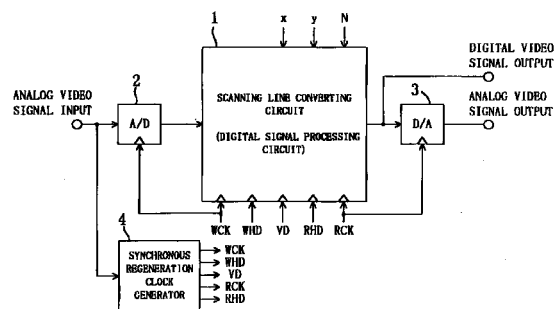 1
x y N
DIGITAL VIDEO
SIGNAL OUTPUT
2
ANALOG VIDEO
SIGNAL INPUT
A/D
SCANNING LINE CONVERTING
CIRCUIT
(DIGITAL SIGNAL PROCESSING
CIRCUIT)
3
D/A
ANALOG VIDEO
SIGNAL OUTPUT
WCK WHD VD RHD RCK
4
SYNCHRONOUS
REGENERATION
CLOCK
GENERATOR
WCK
WHD
VD
RCK
RHD